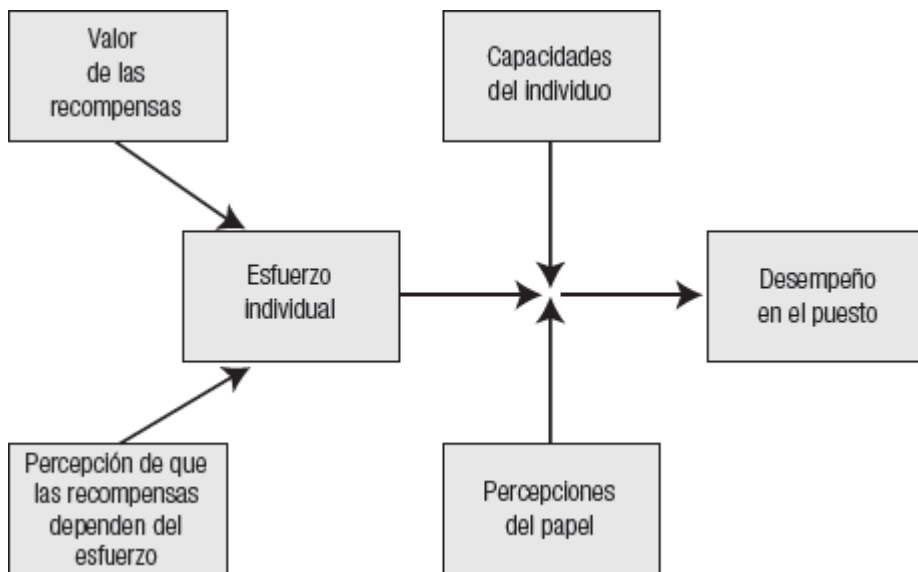 Valor
de las
recompensas
Capacidades
del individuo
Esfuerzo
individual
Desempeño
en el puesto
Percepción de que
las recompensas
dependen del
esfuerzo
Percepciones
del papel